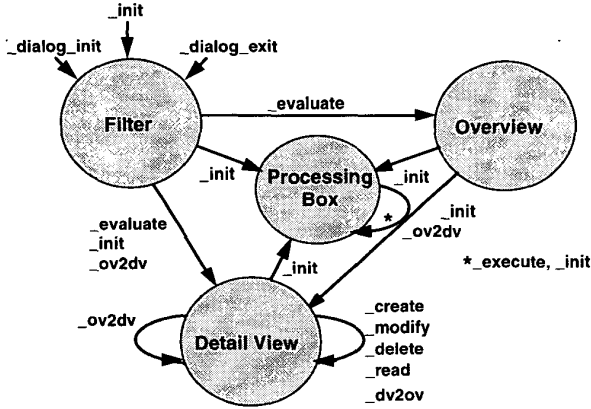 _init
_dialog_init
_dialog_exit
Filter
_evaluate
Overview
_init
Processing
Box
_init
*
_init
_ov2dv
_evaluate
_init
_ov2dv
*_execute, _init
_init
_ov2dv
Detail View
_create
_modify
_delete
_read
_dv2ov